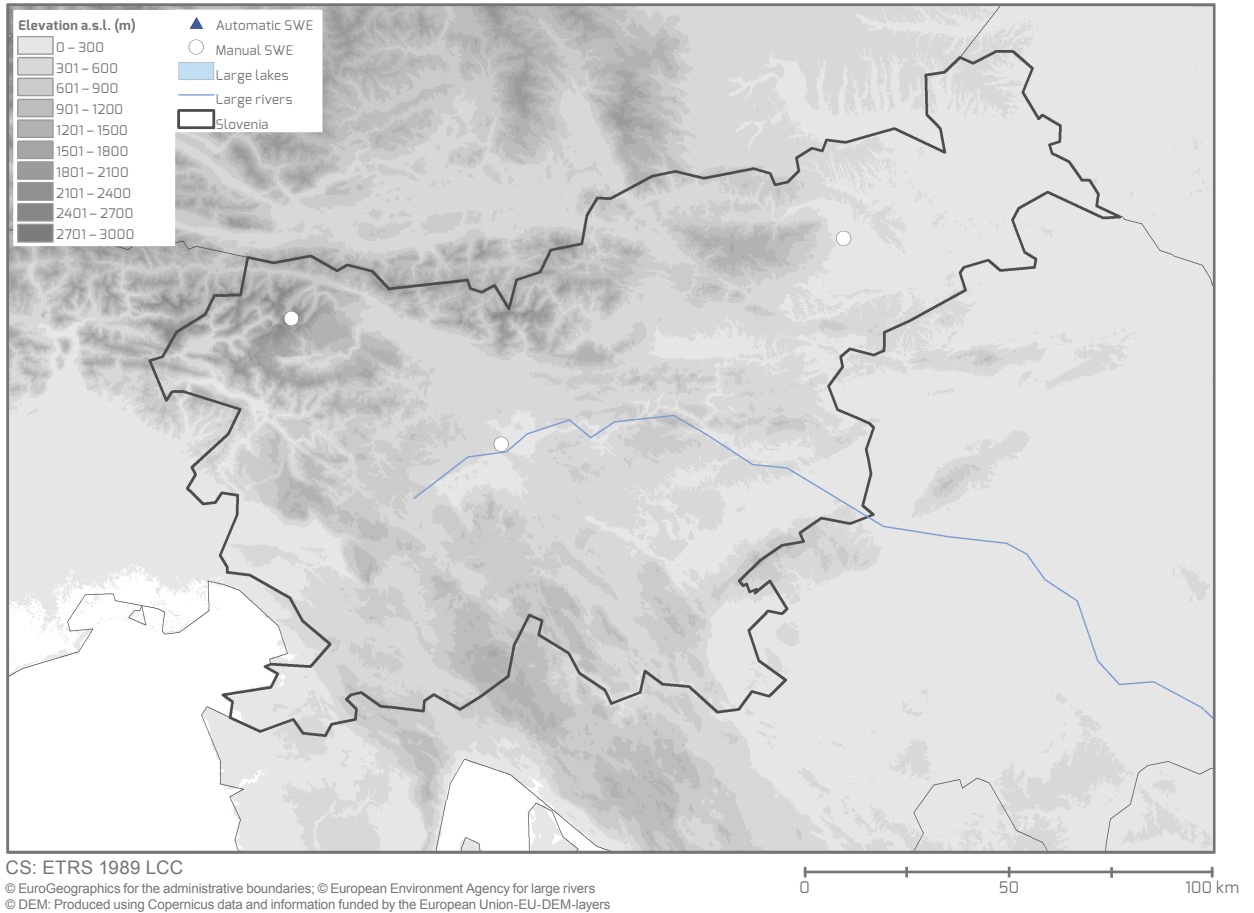 Elevation a.s.l. (m)
0 – 300
301 – 600
601 – 900
901 – 1200
1201 – 1500
1501 – 1800
1801 – 2100
2101 – 2400
2401 – 2700
2701 – 3000
Automatic SWE
Manual SWE
Large lakes
Large rivers
Slovenia
CS: ETRS 1989 LCC
© EuroGeographics for the administrative boundaries; © European Environment Agency for large rivers
© DEM: Produced using Copernicus data and information funded by the European Union-EU-DEM-layers
0 50 100 km